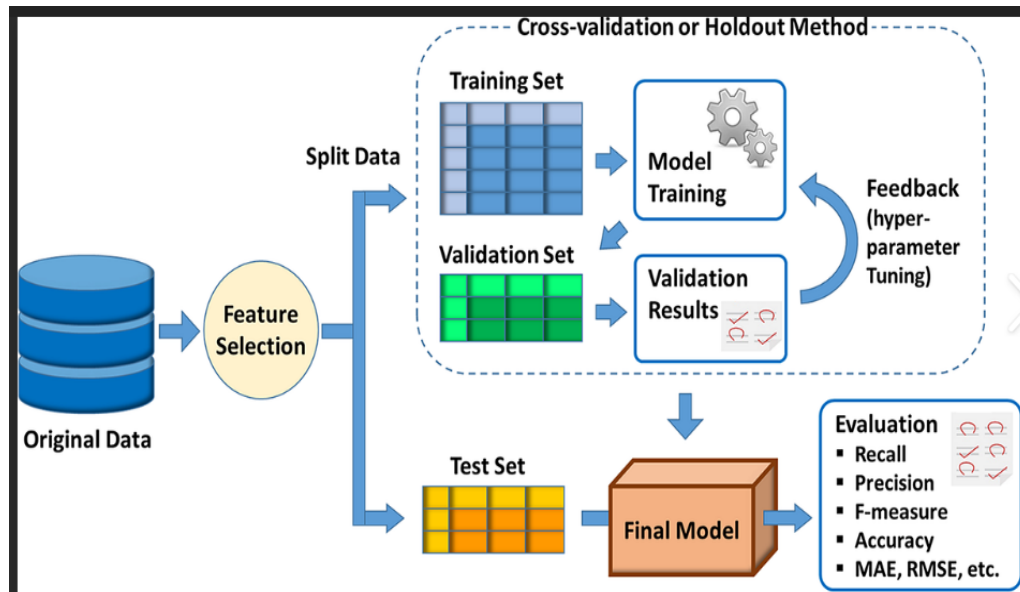 Cross-validation or Holdout Method
Training Set
Split Data
Model
Training
Feedback
(hyper-
parameter
Tuning)
Validation Set
Validation
Results
Feature
Selection
Original Data
Test Set
Final Model
Evaluation
▪ Recall
▪ Precision
▪ F-measure
▪ Accuracy
▪ MAE, RMSE, etc.